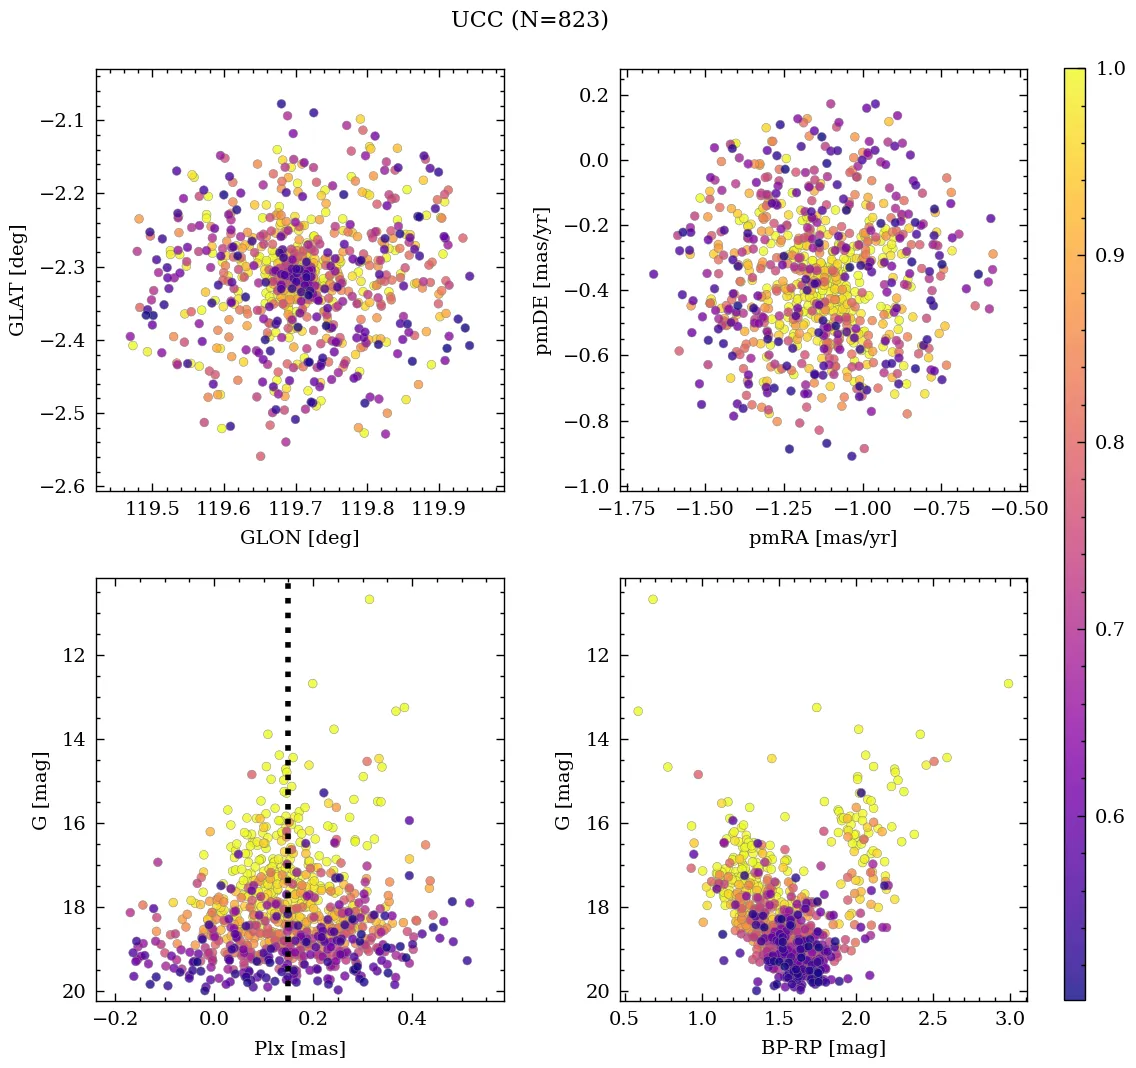 UCC (N=823)
−2.1
−2.2
−2.3
−2.4
−2.5
−2.6
GLAT [deg]
119.5 119.6 119.7 119.8 119.9
GLON [deg]
0.2
0.0
−0.2
−0.4
−0.6
−0.8
−1.0
pmDE [mas/yr]
−1.75 −1.50 −1.25 −1.00 −0.75 −0.50
pmRA [mas/yr]
1.0
0.9
0.8
0.7
0.6
12
14
16
18
20
G [mag]
−0.2 0.0 0.2 0.4
Plx [mas]
12
14
16
18
20
G [mag]
0.5 1.0 1.5 2.0 2.5 3.0
BP-RP [mag]